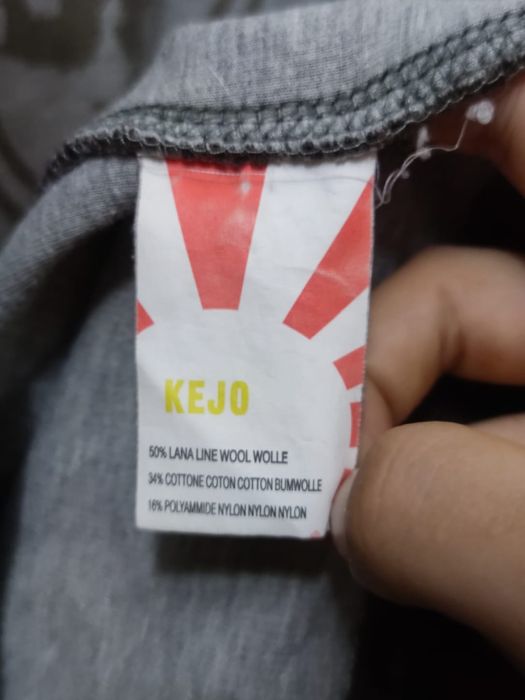 KEJO
50% LANA LINE WOOL WOLLE
34% COTTONE COTON COTTON BUMWOLLE
16% POLYAMMIDE NYLON NYLON NYLON